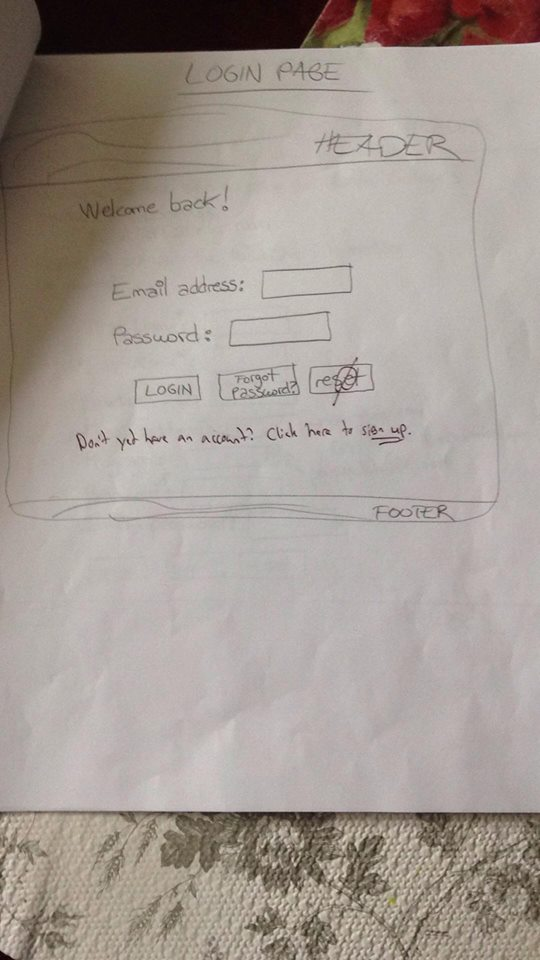 LOGIN PAGE
HEADER
Welcome back!
Email address:
Password:
LOGIN
Forgot
Password?
reset
Don't yet have an account? Click here to sign up.
FOOTER